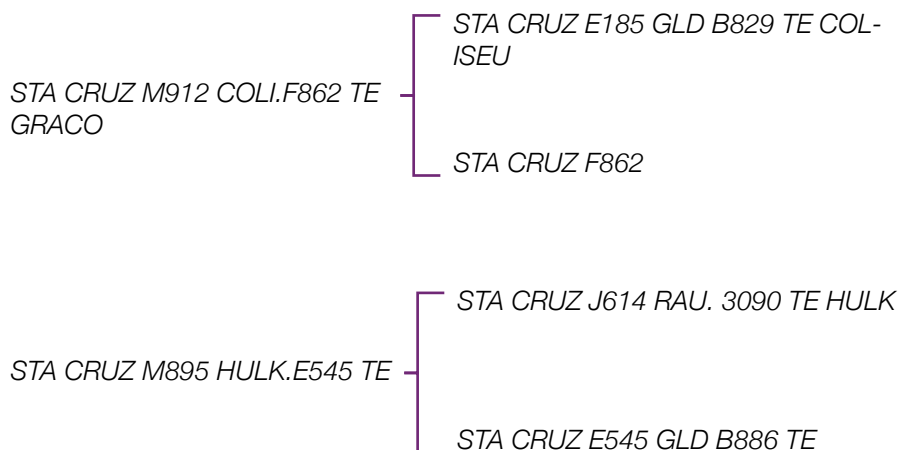 STA CRUZ E185 GLD B829 TE COL-
ISEU
STA CRUZ M912 COLI.F862 TE
GRACO
STA CRUZ F862
STA CRUZ J614 RAU. 3090 TE HULK
STA CRUZ M895 HULK.E545 TE
STA CRUZ E545 GLD B886 TE